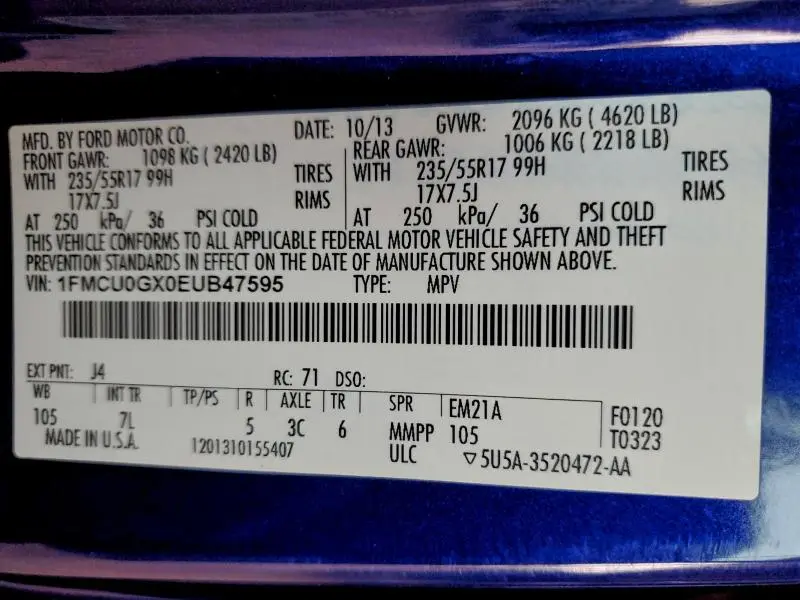 MFD. BY FORD MOTOR CO. DATE: 10/13 GVWR: 2096 KG ( 4620 LB)
FRONT GAWR: 1098 KG ( 2420 LB) REAR GAWR: 1006 KG ( 2218 LB)
WITH 235/55R17 99H TIRES WITH 235/55R17 99H TIRES
17X7.5J RIMS 17X7.5J RIMS
AT 250 kPa/ 36 PSI COLD AT 250 kPa/ 36 PSI COLD
THIS VEHICLE CONFORMS TO ALL APPLICABLE FEDERAL MOTOR VEHICLE SAFETY AND THEFT
PREVENTION STANDARDS IN EFFECT ON THE DATE OF MANUFACTURE SHOWN ABOVE.
VIN: 1FMCU0GX0EUB47595 TYPE: MPV
EXT PNT: J4 RC: 71 DSO:
WB INT TR TP/PS R AXLE TR SPR EM21A F0120
105 7L 5 3C 6 MMPP 105 T0323
MADE IN U.S.A. 1201310155407 ULC ▽5U5A-3520472-AA